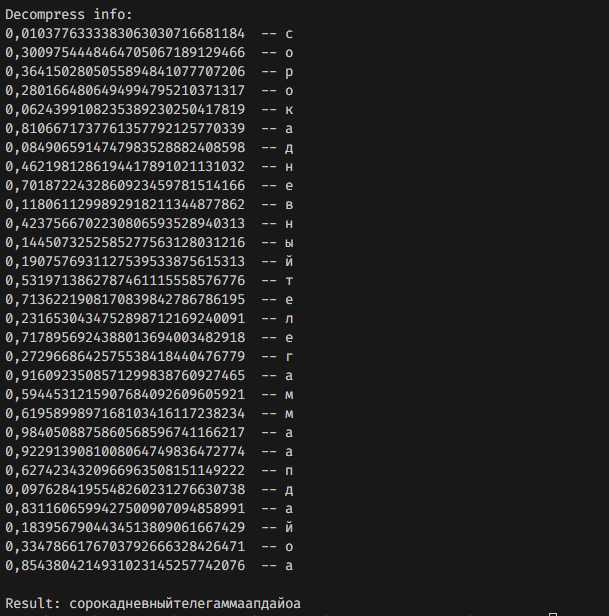 Decompress info:
0,0103776333383063030716681184 -- с
0,3009754448464705067189129466 -- о
0,3641502805055894841077707206 -- р
0,2801664806494994795210371317 -- о
0,0624399108235389230250417819 -- к
0,8106671737761357792125770339 -- а
0,0849065914747983528882408598 -- д
0,4621981286194417891021131032 -- н
0,7018722432860923459781514166 -- е
0,1180611299892918211344877862 -- в
0,4237566702230806593528940313 -- н
0,1445073252585277563128031216 -- ы
0,1907576931127539533875615313 -- й
0,5319713862787461115558576776 -- т
0,7136221908170839842786786195 -- е
0,2316530434752898712169240091 -- л
0,7178956924388013694003482918 -- е
0,2729668642575538418440476779 -- г
0,9160923508571299838760927465 -- а
0,5944531215907684092609605921 -- м
0,6195899897168103416117238234 -- м
0,9840508875860568596741166217 -- а
0,9229139081008064749836472774 -- а
0,6274234320966963508151149222 -- п
0,0976284195548260231276630738 -- д
0,8311606599427500907094858991 -- а
0,1839567904434513809061667429 -- й
0,3347866176703792666328426471 -- о
0,8543804214931023145257742076 -- а
Result: сорокадневныйтелегаммаапдайоа